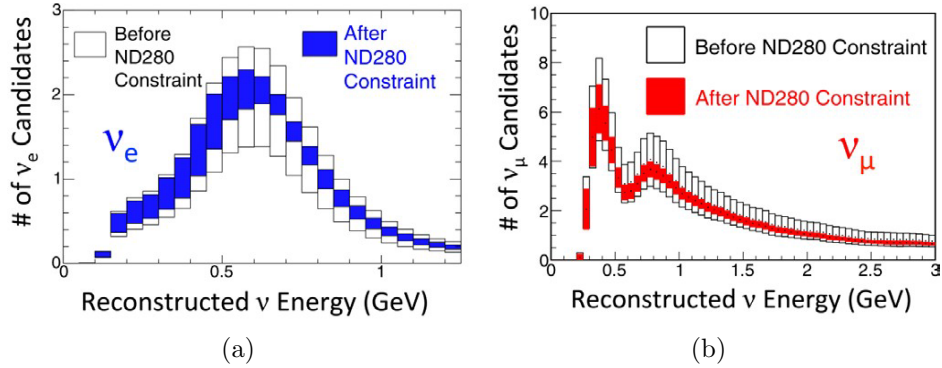 # of νe Candidates
3
2
1
0
0
0.5
1
Before
ND280
Constraint
After
ND280
Constraint
νe
Reconstructed ν Energy (GeV)
(a)
# of νμ Candidates
10
8
6
4
2
0
0
0.5
1
1.5
2
2.5
3
Before ND280 Constraint
After ND280 Constraint
νμ
Reconstructed ν Energy (GeV)
(b)